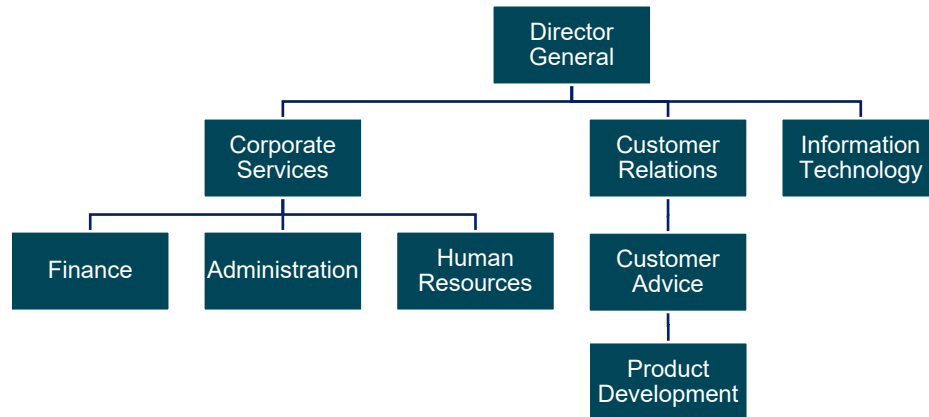 Director
General
Corporate
Services
Customer
Relations
Information
Technology
Finance
Administration
Human
Resources
Customer
Advice
Product
Development